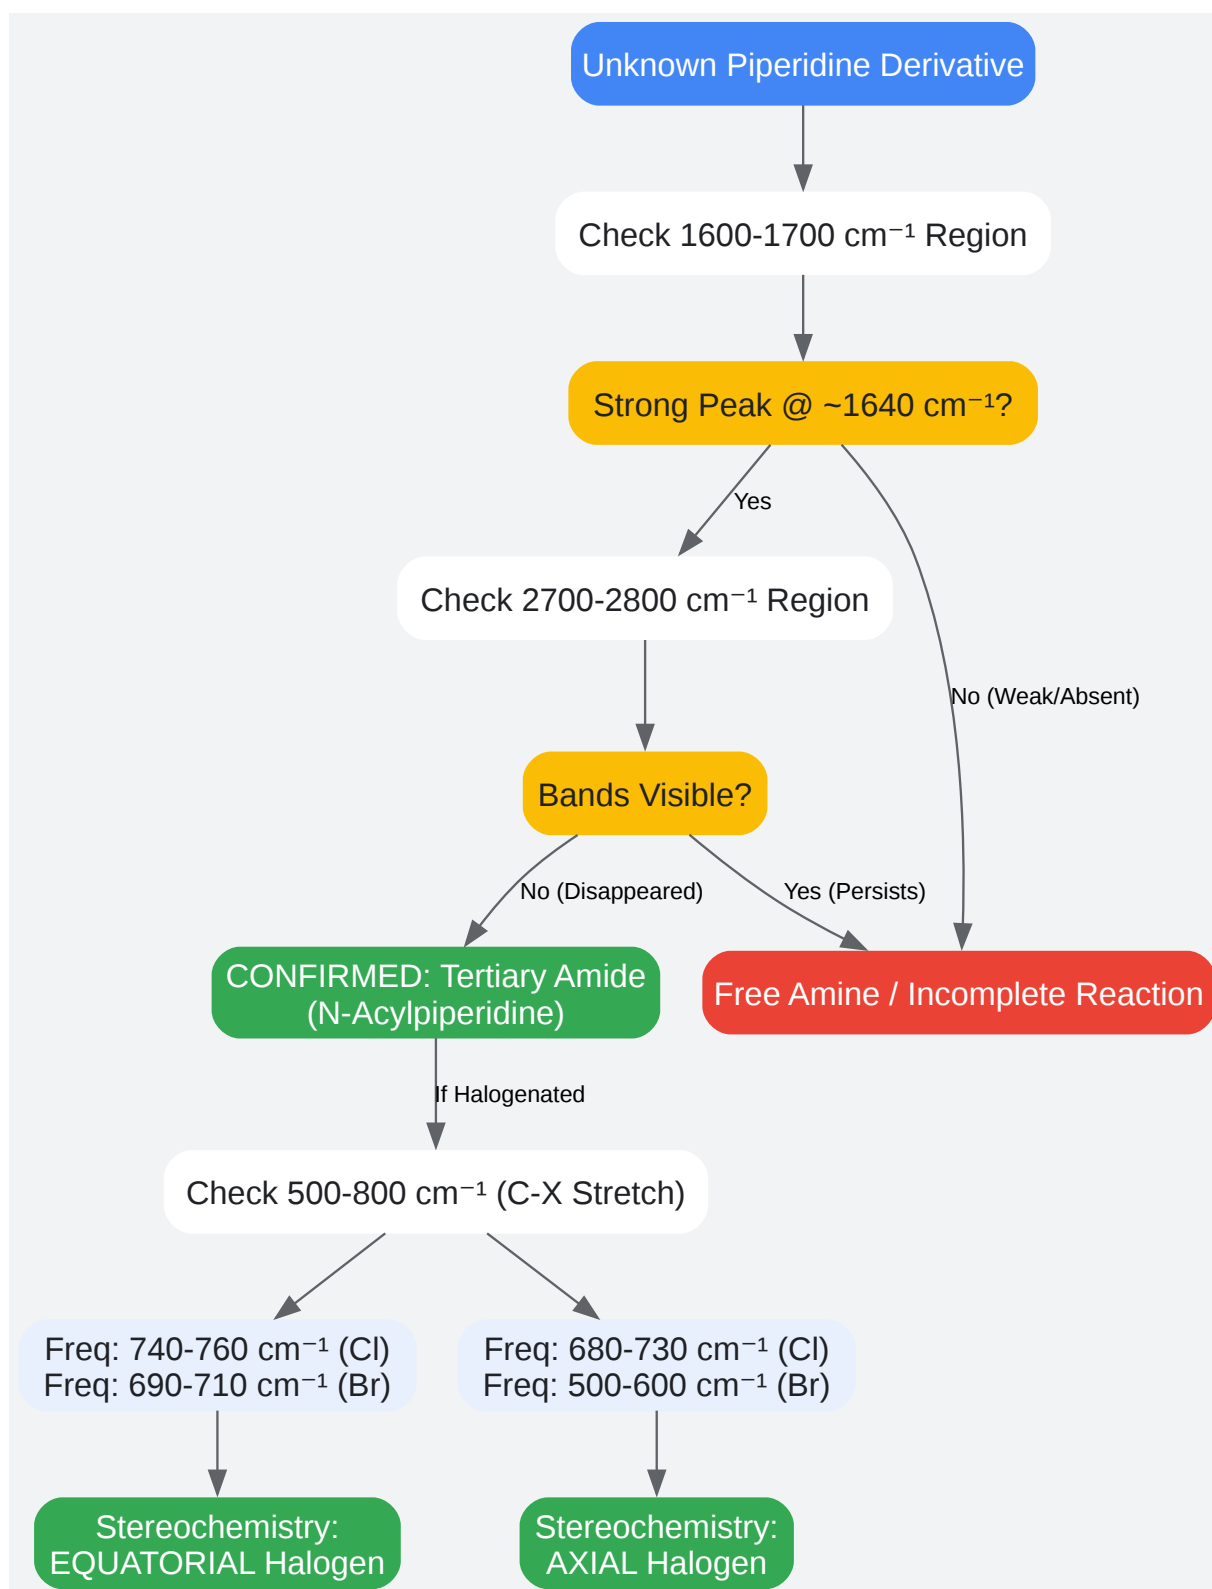 Unknown Piperidine Derivative
Check 1600-1700 cm⁻¹ Region
Strong Peak @ ~1640 cm⁻¹?
Yes
Check 2700-2800 cm⁻¹ Region
No (Weak/Absent)
Bands Visible?
No (Disappeared)
Yes (Persists)
CONFIRMED: Tertiary Amide
(N-Acylpiperidine)
Free Amine / Incomplete Reaction
If Halogenated
Check 500-800 cm⁻¹ (C-X Stretch)
Freq: 740-760 cm⁻¹ (Cl)
Freq: 690-710 cm⁻¹ (Br)
Freq: 680-730 cm⁻¹ (Cl)
Freq: 500-600 cm⁻¹ (Br)
Stereochemistry:
EQUATORIAL Halogen
Stereochemistry:
AXIAL Halogen